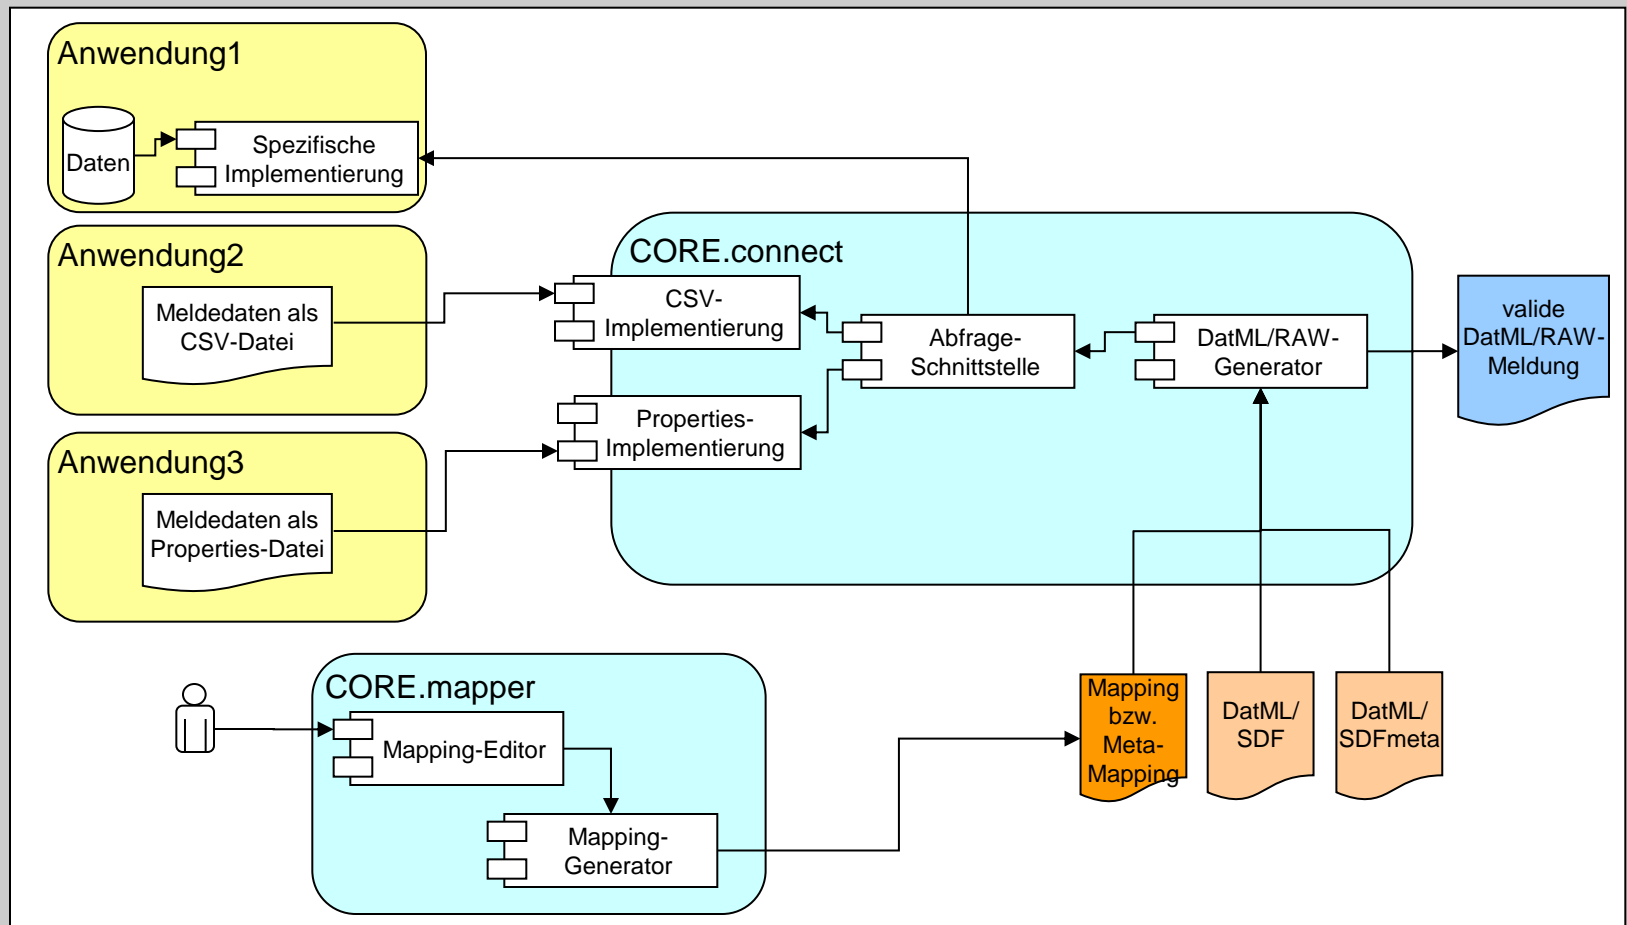 Anwendung1
Daten
Spezifische
Implementierung
Anwendung2
Meldedaten als
CSV-Datei
Anwendung3
Meldedaten als
Properties-Datei
CORE.connect
CSV-
Implementierung
Properties-
Implementierung
Abfrage-
Schnittstelle
DatML/RAW-
Generator
valide
DatML/RAW-
Meldung
CORE.mapper
Mapping-Editor
Mapping-
Generator
Mapping
bzw.
Meta-
Mapping
DatML/
SDF
DatML/
SDFmeta